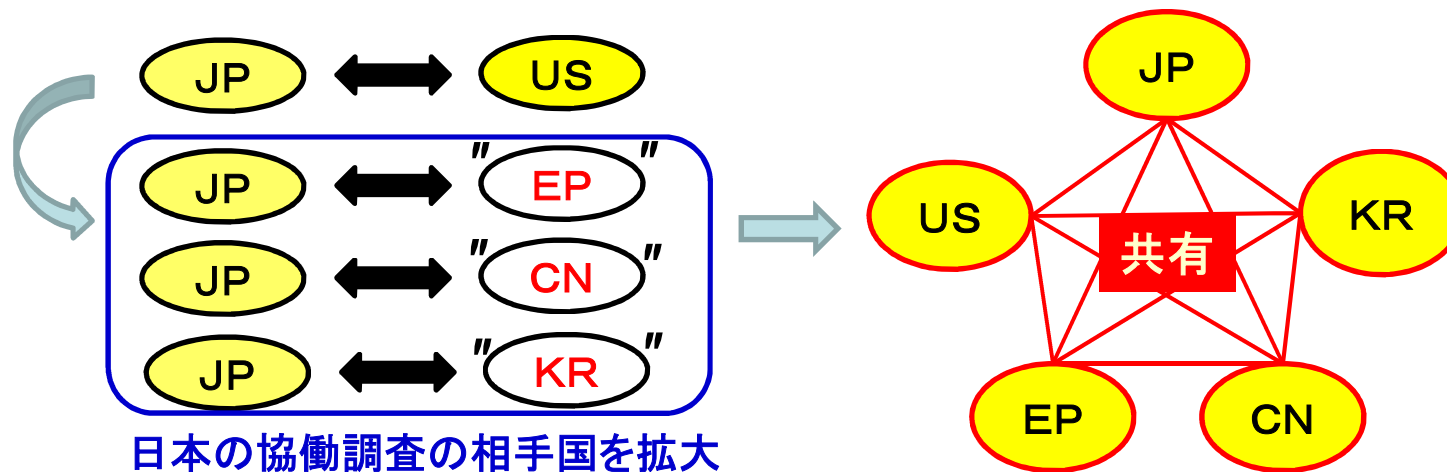 JP US
JP "EP"
JP "CN"
JP "KR"
日本の協働調査の相手国を拡大
JP
US KR
共有
EP CN